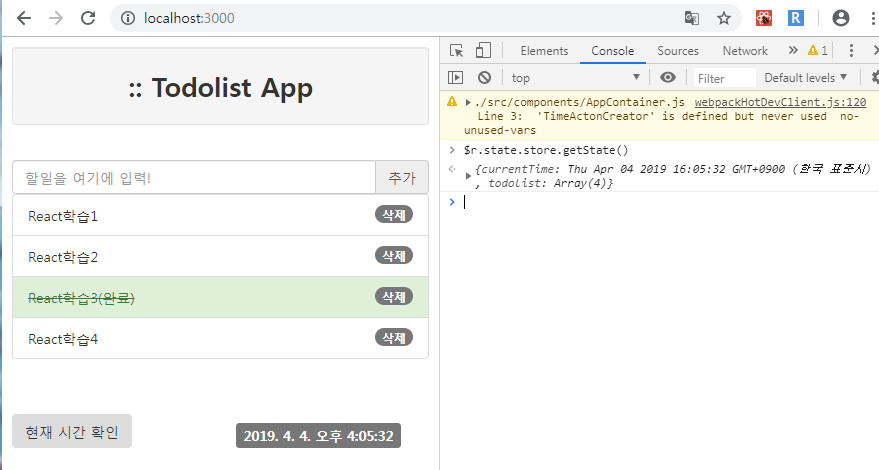 localhost:3000
:: Todolist App
할일을 여기에 입력! 추가
React학습1 삭제
React학습2 삭제
React학습3(완료) 삭제
React학습4 삭제
현재 시간 확인 2019. 4. 4. 오후 4:05:32
Elements Console Sources Network » 1
top Filter Default levels
./src/components/AppContainer.js webpackHotDevClient.js:120
Line 3: 'TimeActonCreator' is defined but never used no-
unused-vars
$r.state.store.getState()
{currentTime: Thu Apr 04 2019 16:05:32 GMT+0900 (한국 표준시)
, todoList: Array(4)}